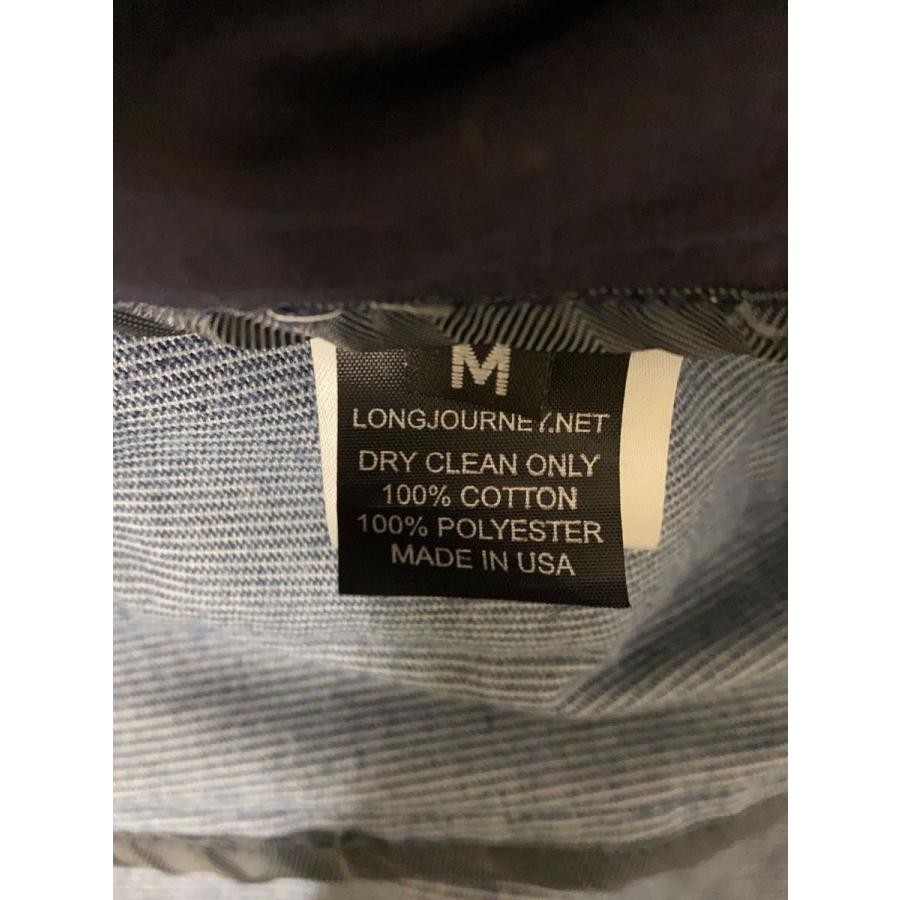 M
LONGJOURNEY.NET
DRY CLEAN ONLY
100% COTTON
100% POLYESTER
MADE IN USA